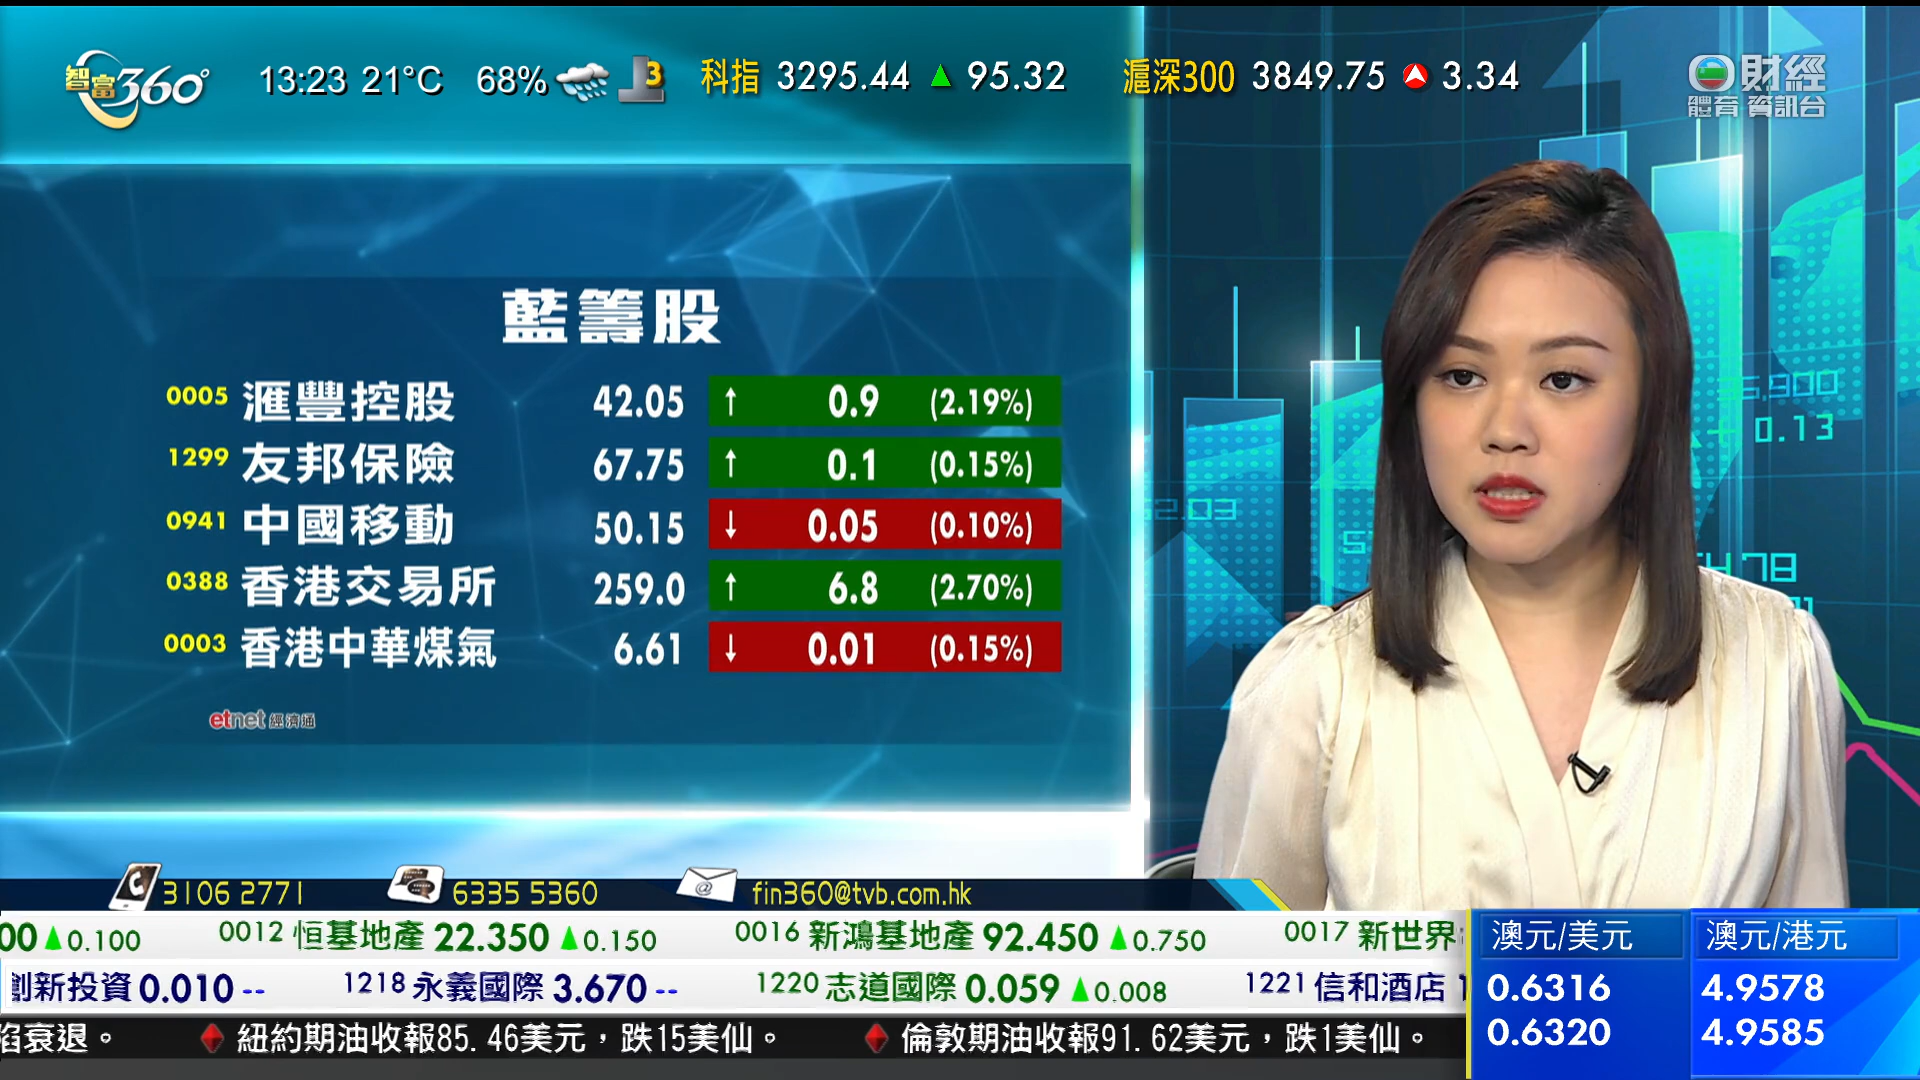 智富360°
13:23 21°C 68% 3 科指 3295.44 ▲ 95.32 滬深300 3849.75 3.34
財經
體育 資訊台
藍籌股
0005 滙豐控股 42.05 ↑ 0.9 (2.19%)
1299 友邦保險 67.75 ↑ 0.1 (0.15%)
0941 中國移動 50.15 ↓ 0.05 (0.10%)
0388 香港交易所 259.0 ↑ 6.8 (2.70%)
0003 香港中華煤氣 6.61 ↓ 0.01 (0.15%)
etnet 經濟通
3106 2771 6335 5360 fin360@tvb.com.hk
00 ▲0.100 0012 恒基地產 22.350 ▲0.150 0016 新鴻基地產 92.450 ▲0.750 0017 新世界
創新投資 0.010 -- 1218 永義國際 3.670 -- 1220 志道國際 0.059 ▲0.008 1221 信和酒店
陷衰退。 ◆ 紐約期油收報85.46美元，跌15美仙。 ◆ 倫敦期油收報91.62美元，跌1美仙。
澳元/美元 澳元/港元
0.6316 4.9578
0.6320 4.9585